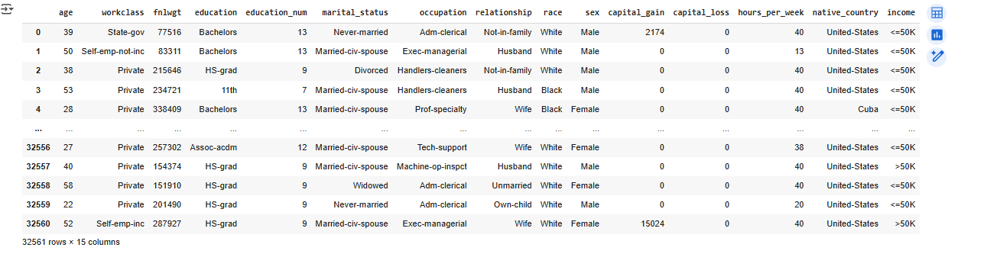 age workclass fnlwgt education education_num marital_status occupation relationship race sex capital_gain capital_loss hours_per_week native_country income
0 39 State-gov 77516 Bachelors 13 Never-married Adm-clerical Not-in-family White Male 2174 0 40 United-States <=50K
1 50 Self-emp-not-inc 83311 Bachelors 13 Married-civ-spouse Exec-managerial Husband White Male 0 0 13 United-States <=50K
2 38 Private 215646 HS-grad 9 Divorced Handlers-cleaners Not-in-family White Male 0 0 40 United-States <=50K
3 53 Private 234721 11th 7 Married-civ-spouse Handlers-cleaners Husband Black Male 0 0 40 United-States <=50K
4 28 Private 338409 Bachelors 13 Married-civ-spouse Prof-specialty Wife Black Female 0 0 40 Cuba <=50K
... ... ... ... ... ... ... ... ... ... ... ... ... ... ... ...
32556 27 Private 257302 Assoc-acdm 12 Married-civ-spouse Tech-support Wife White Female 0 0 38 United-States <=50K
32557 40 Private 154374 HS-grad 9 Married-civ-spouse Machine-op-inspct Husband White Male 0 0 40 United-States >50K
32558 58 Private 151910 HS-grad 9 Widowed Adm-clerical Unmarried White Female 0 0 40 United-States <=50K
32559 22 Private 201490 HS-grad 9 Never-married Adm-clerical Own-child White Male 0 0 20 United-States <=50K
32560 52 Self-emp-inc 287927 HS-grad 9 Married-civ-spouse Exec-managerial Wife White Female 15024 0 40 United-States >50K
32561 rows × 15 columns